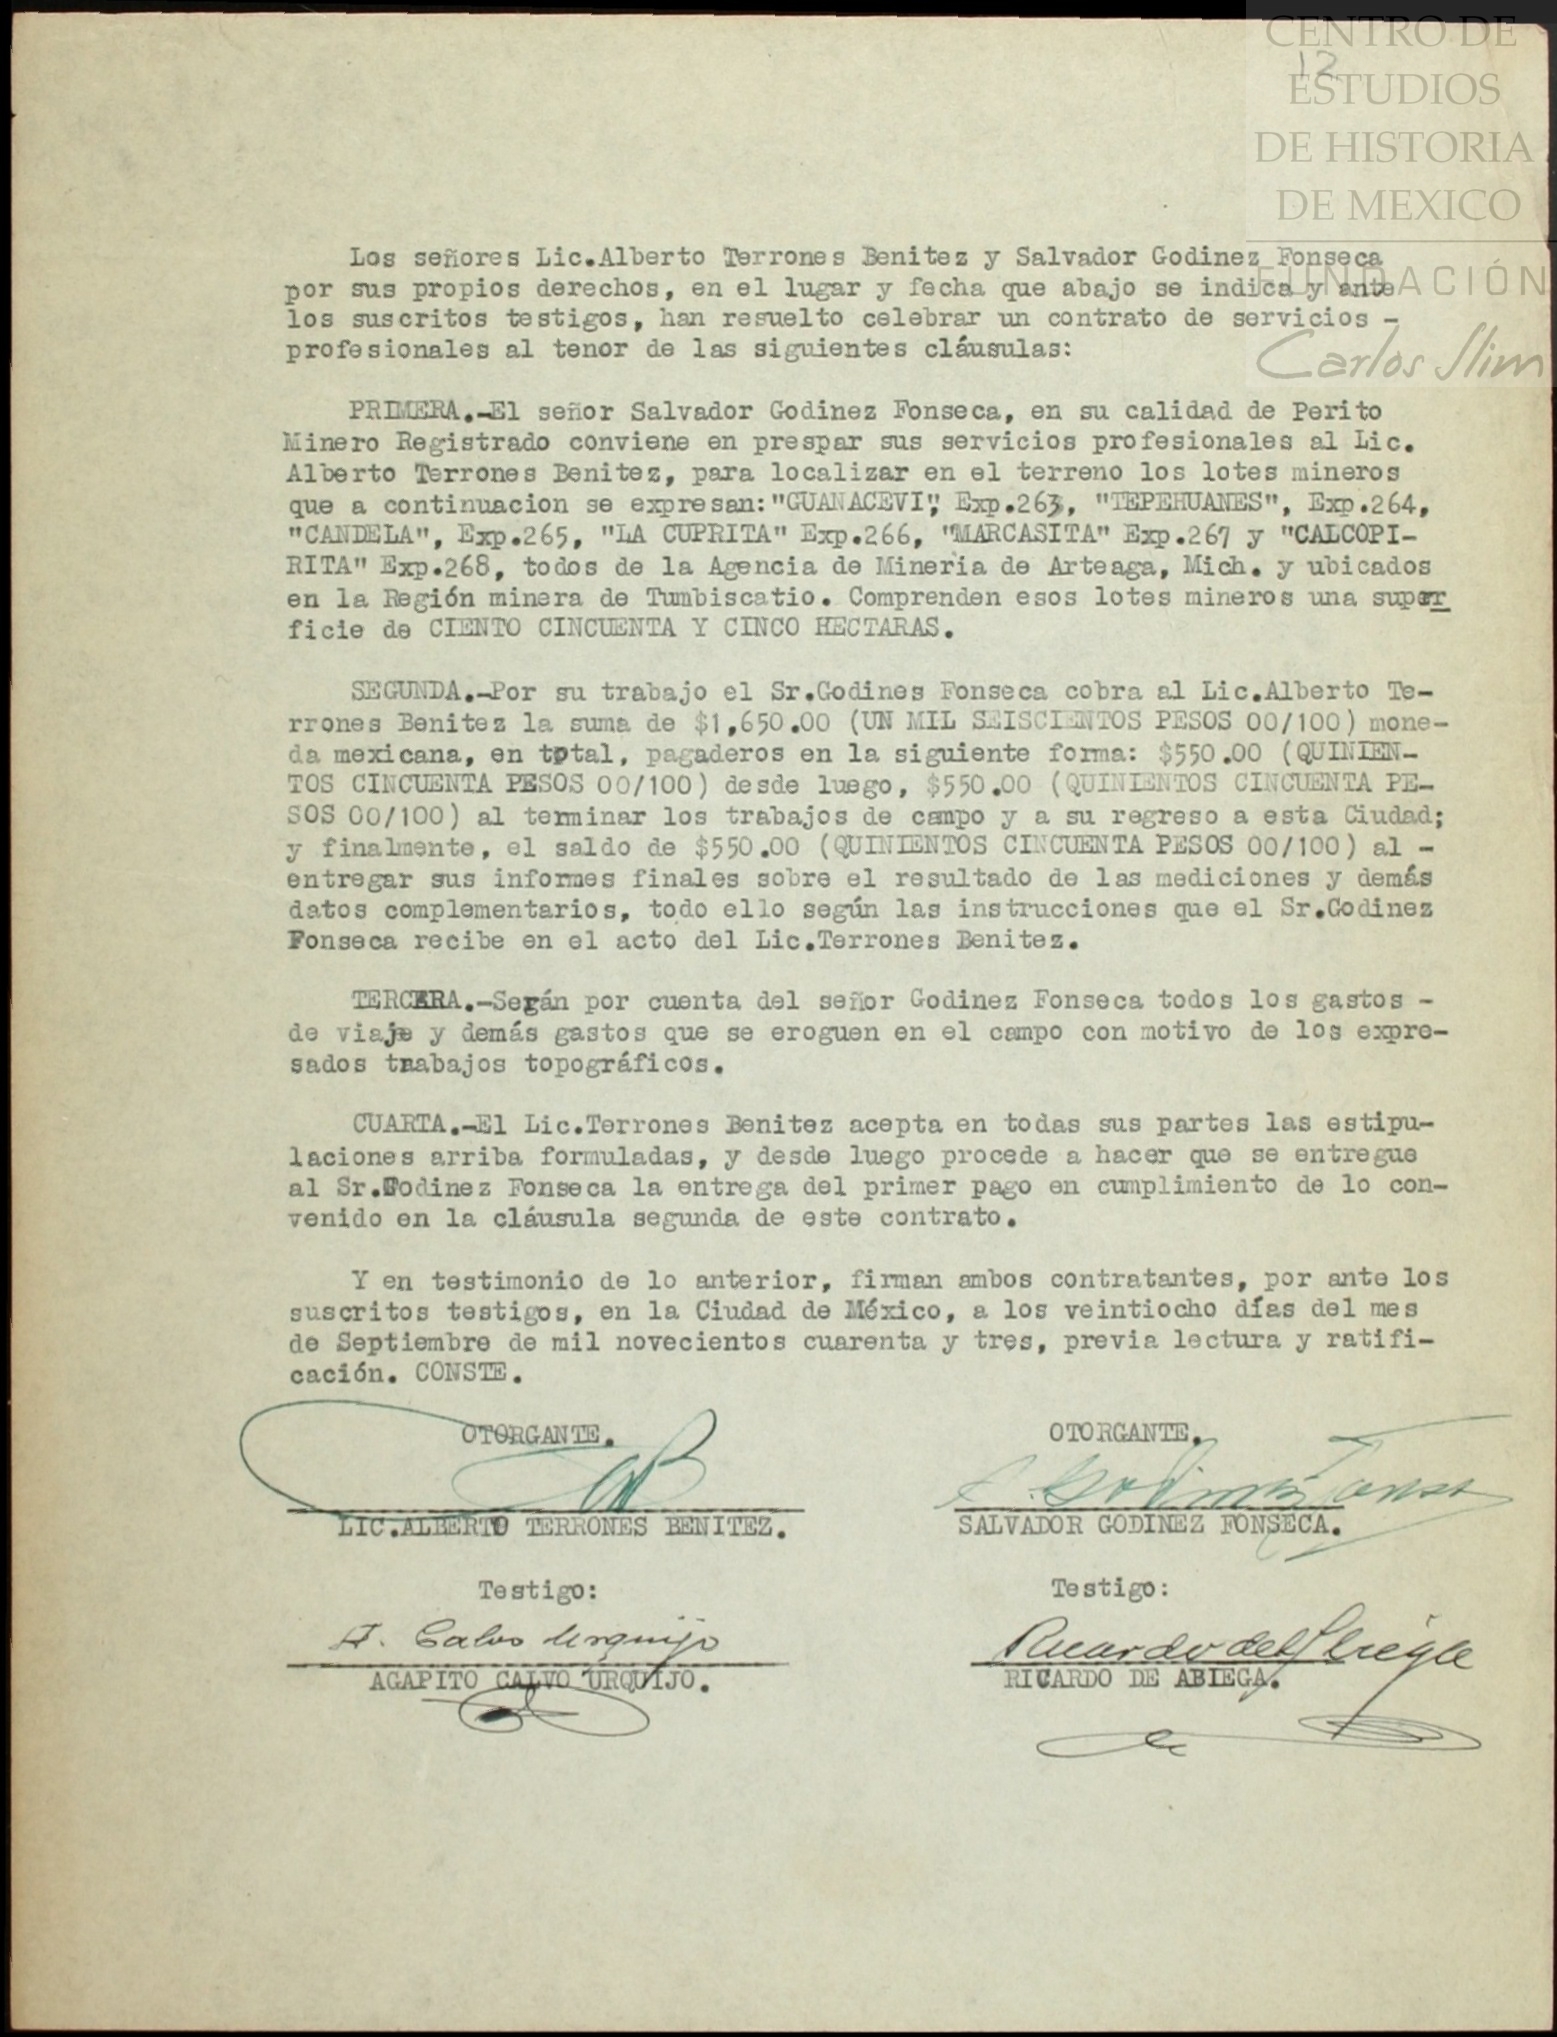 CENTRO DE
12
ESTUDIOS
DE HISTORIA
DE MEXICO
FUNDACIÓN
Carlos Slim
Los señores Lic.Alberto Terrones Benitez y Salvador Godinez Fonseca
por sus propios derechos, en el lugar y fecha que abajo se indica y ante
los suscritos testigos, han resuelto celebrar un contrato de servicios -
profesionales al tenor de las siguientes cláusulas:
PRIMERA.-El señor Salvador Godinez Fonseca, en su calidad de Perito
Minero Registrado conviene en prespar sus servicios profesionales al Lic.
Alberto Terrones Benitez, para localizar en el terreno los lotes mineros
que a continuacion se expresan:"GUANACEVI", Exp.263, "TEPEHUANES", Exp.264,
"CANDELA", Exp.265, "LA CUPRITA" Exp.266, "MARCASITA" Exp.267 y "CALCOPI-
RITA" Exp.268, todos de la Agencia de Mineria de Arteaga, Mich. y ubicados
en la Región minera de Tumbiscatio. Comprenden esos lotes mineros una super
ficie de CIENTO CINCUENTA Y CINCO HECTARAS.
SEGUNDA.-Por su trabajo el Sr.Godines Fonseca cobra al Lic.Alberto Te-
rrones Benitez la suma de $1,650.00 (UN MIL SEISCIENTOS PESOS 00/100) mone-
da mexicana, en total, pagaderos en la siguiente forma: $550.00 (QUINIEN-
TOS CINCUENTA PESOS 00/100) desde luego, $550.00 (QUINIENTOS CINCUENTA PE-
SOS 00/100) al terminar los trabajos de campo y a su regreso a esta Ciudad;
y finalmente, el saldo de $550.00 (QUINIENTOS CINCUENTA PESOS 00/100) al -
entregar sus informes finales sobre el resultado de las mediciones y demás
datos complementarios, todo ello según las instrucciones que el Sr.Godinez
Fonseca recibe en el acto del Lic.Terrones Benitez.
TERCERA.-Serán por cuenta del señor Godinez Fonseca todos los gastos -
de viaje y demás gastos que se eroguen en el campo con motivo de los expre-
sados trabajos topográficos.
CUARTA.-El Lic.Terrones Benitez acepta en todas sus partes las estipu-
laciones arriba formuladas, y desde luego procede a hacer que se entregue
al Sr.Godinez Fonseca la entrega del primer pago en cumplimiento de lo con-
venido en la cláusula segunda de este contrato.
Y en testimonio de lo anterior, firman ambos contratantes, por ante los
suscritos testigos, en la Ciudad de México, a los veintiocho días del mes
de Septiembre de mil novecientos cuarenta y tres, previa lectura y ratifi-
cación. CONSTE.
OTORGANTE. OTORGANTE.
S. Godinez Fonse
LIC.ALBERTO TERRONES BENITEZ. SALVADOR GODINEZ FONSECA.
Testigo: Testigo:
A. Calvo Urquijo Ricardo de
AGAPITO CALVO URQUIJO. RICARDO DE ABIEGA.